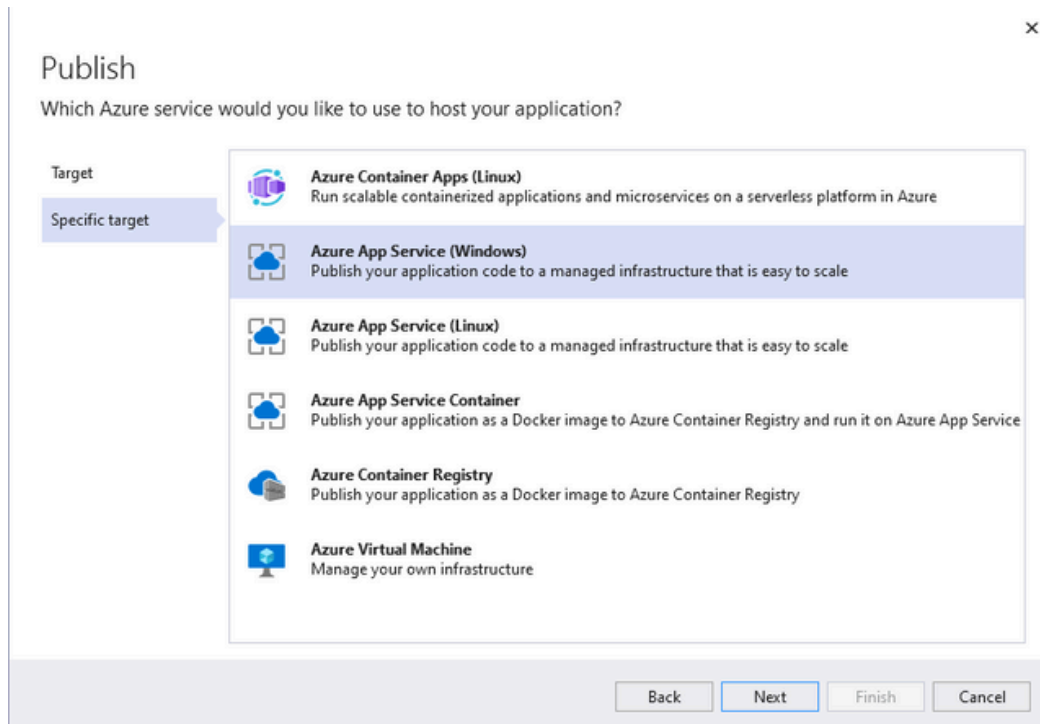 Publish
Which Azure service would you like to use to host your application?
Target
Specific target
Azure Container Apps (Linux)
Run scalable containerized applications and microservices on a serverless platform in Azure
Azure App Service (Windows)
Publish your application code to a managed infrastructure that is easy to scale
Azure App Service (Linux)
Publish your application code to a managed infrastructure that is easy to scale
Azure App Service Container
Publish your application as a Docker image to Azure Container Registry and run it on Azure App Service
Azure Container Registry
Publish your application as a Docker image to Azure Container Registry
Azure Virtual Machine
Manage your own infrastructure
Back Next Finish Cancel